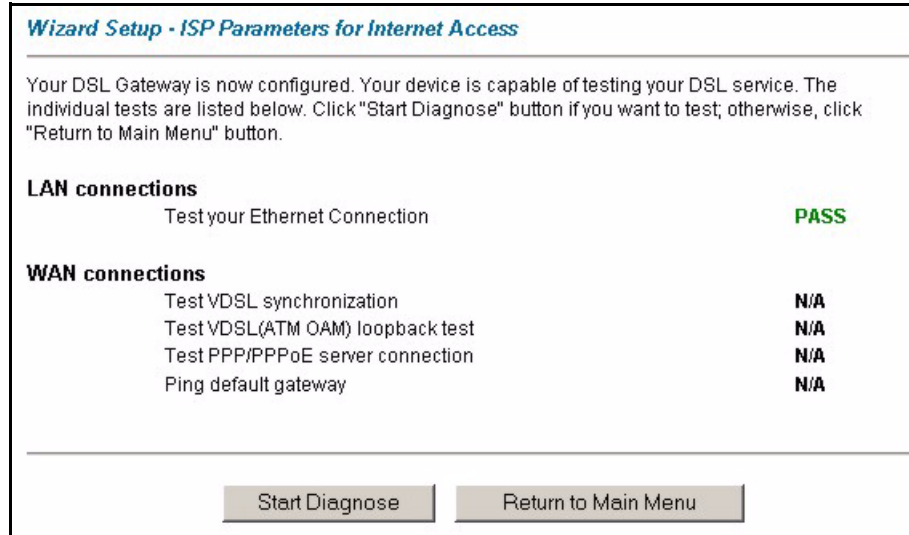 Wizard Setup - ISP Parameters for Internet Access
Your DSL Gateway is now configured. Your device is capable of testing your DSL service. The
individual tests are listed below. Click "Start Diagnose" button if you want to test; otherwise, click
"Return to Main Menu" button.
LAN connections
Test your Ethernet Connection PASS
WAN connections
Test VDSL synchronization N/A
Test VDSL(ATM OAM) loopback test N/A
Test PPP/PPPoE server connection N/A
Ping default gateway N/A
Start Diagnose Return to Main Menu